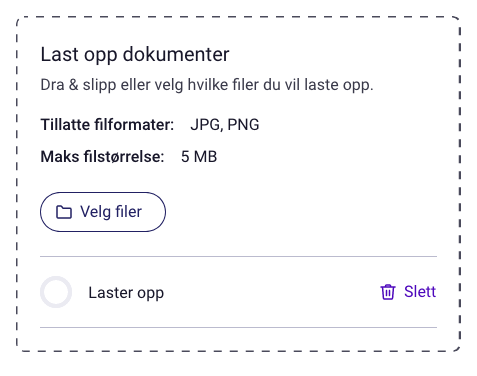 Last opp dokumenter
Dra & slipp eller velg hvilke filer du vil laste opp.
Tillatte filformater: JPG, PNG
Maks filstørrelse: 5 MB
Velg filer
Laster opp Slett